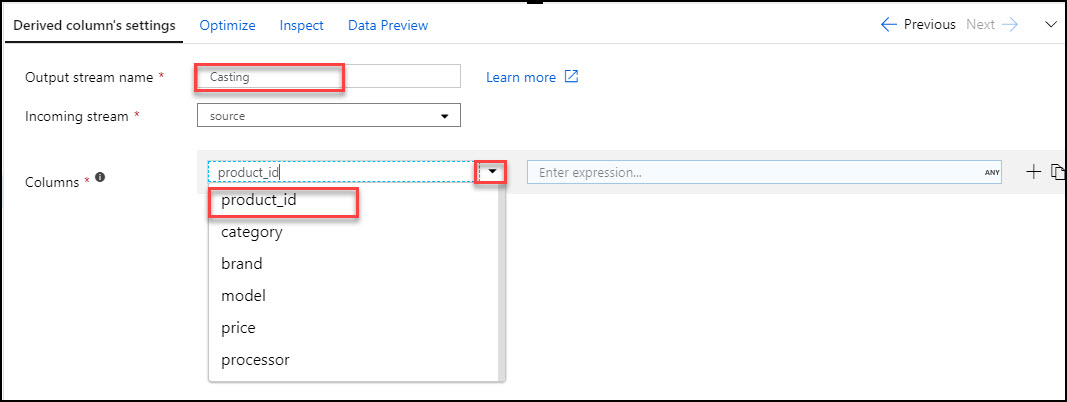 Derived column's settings Optimize Inspect Data Preview Previous Next
Output stream name * Casting Learn more
Incoming stream * source
Columns * product_id Enter expression... ANY
product_id
category
brand
model
price
processor